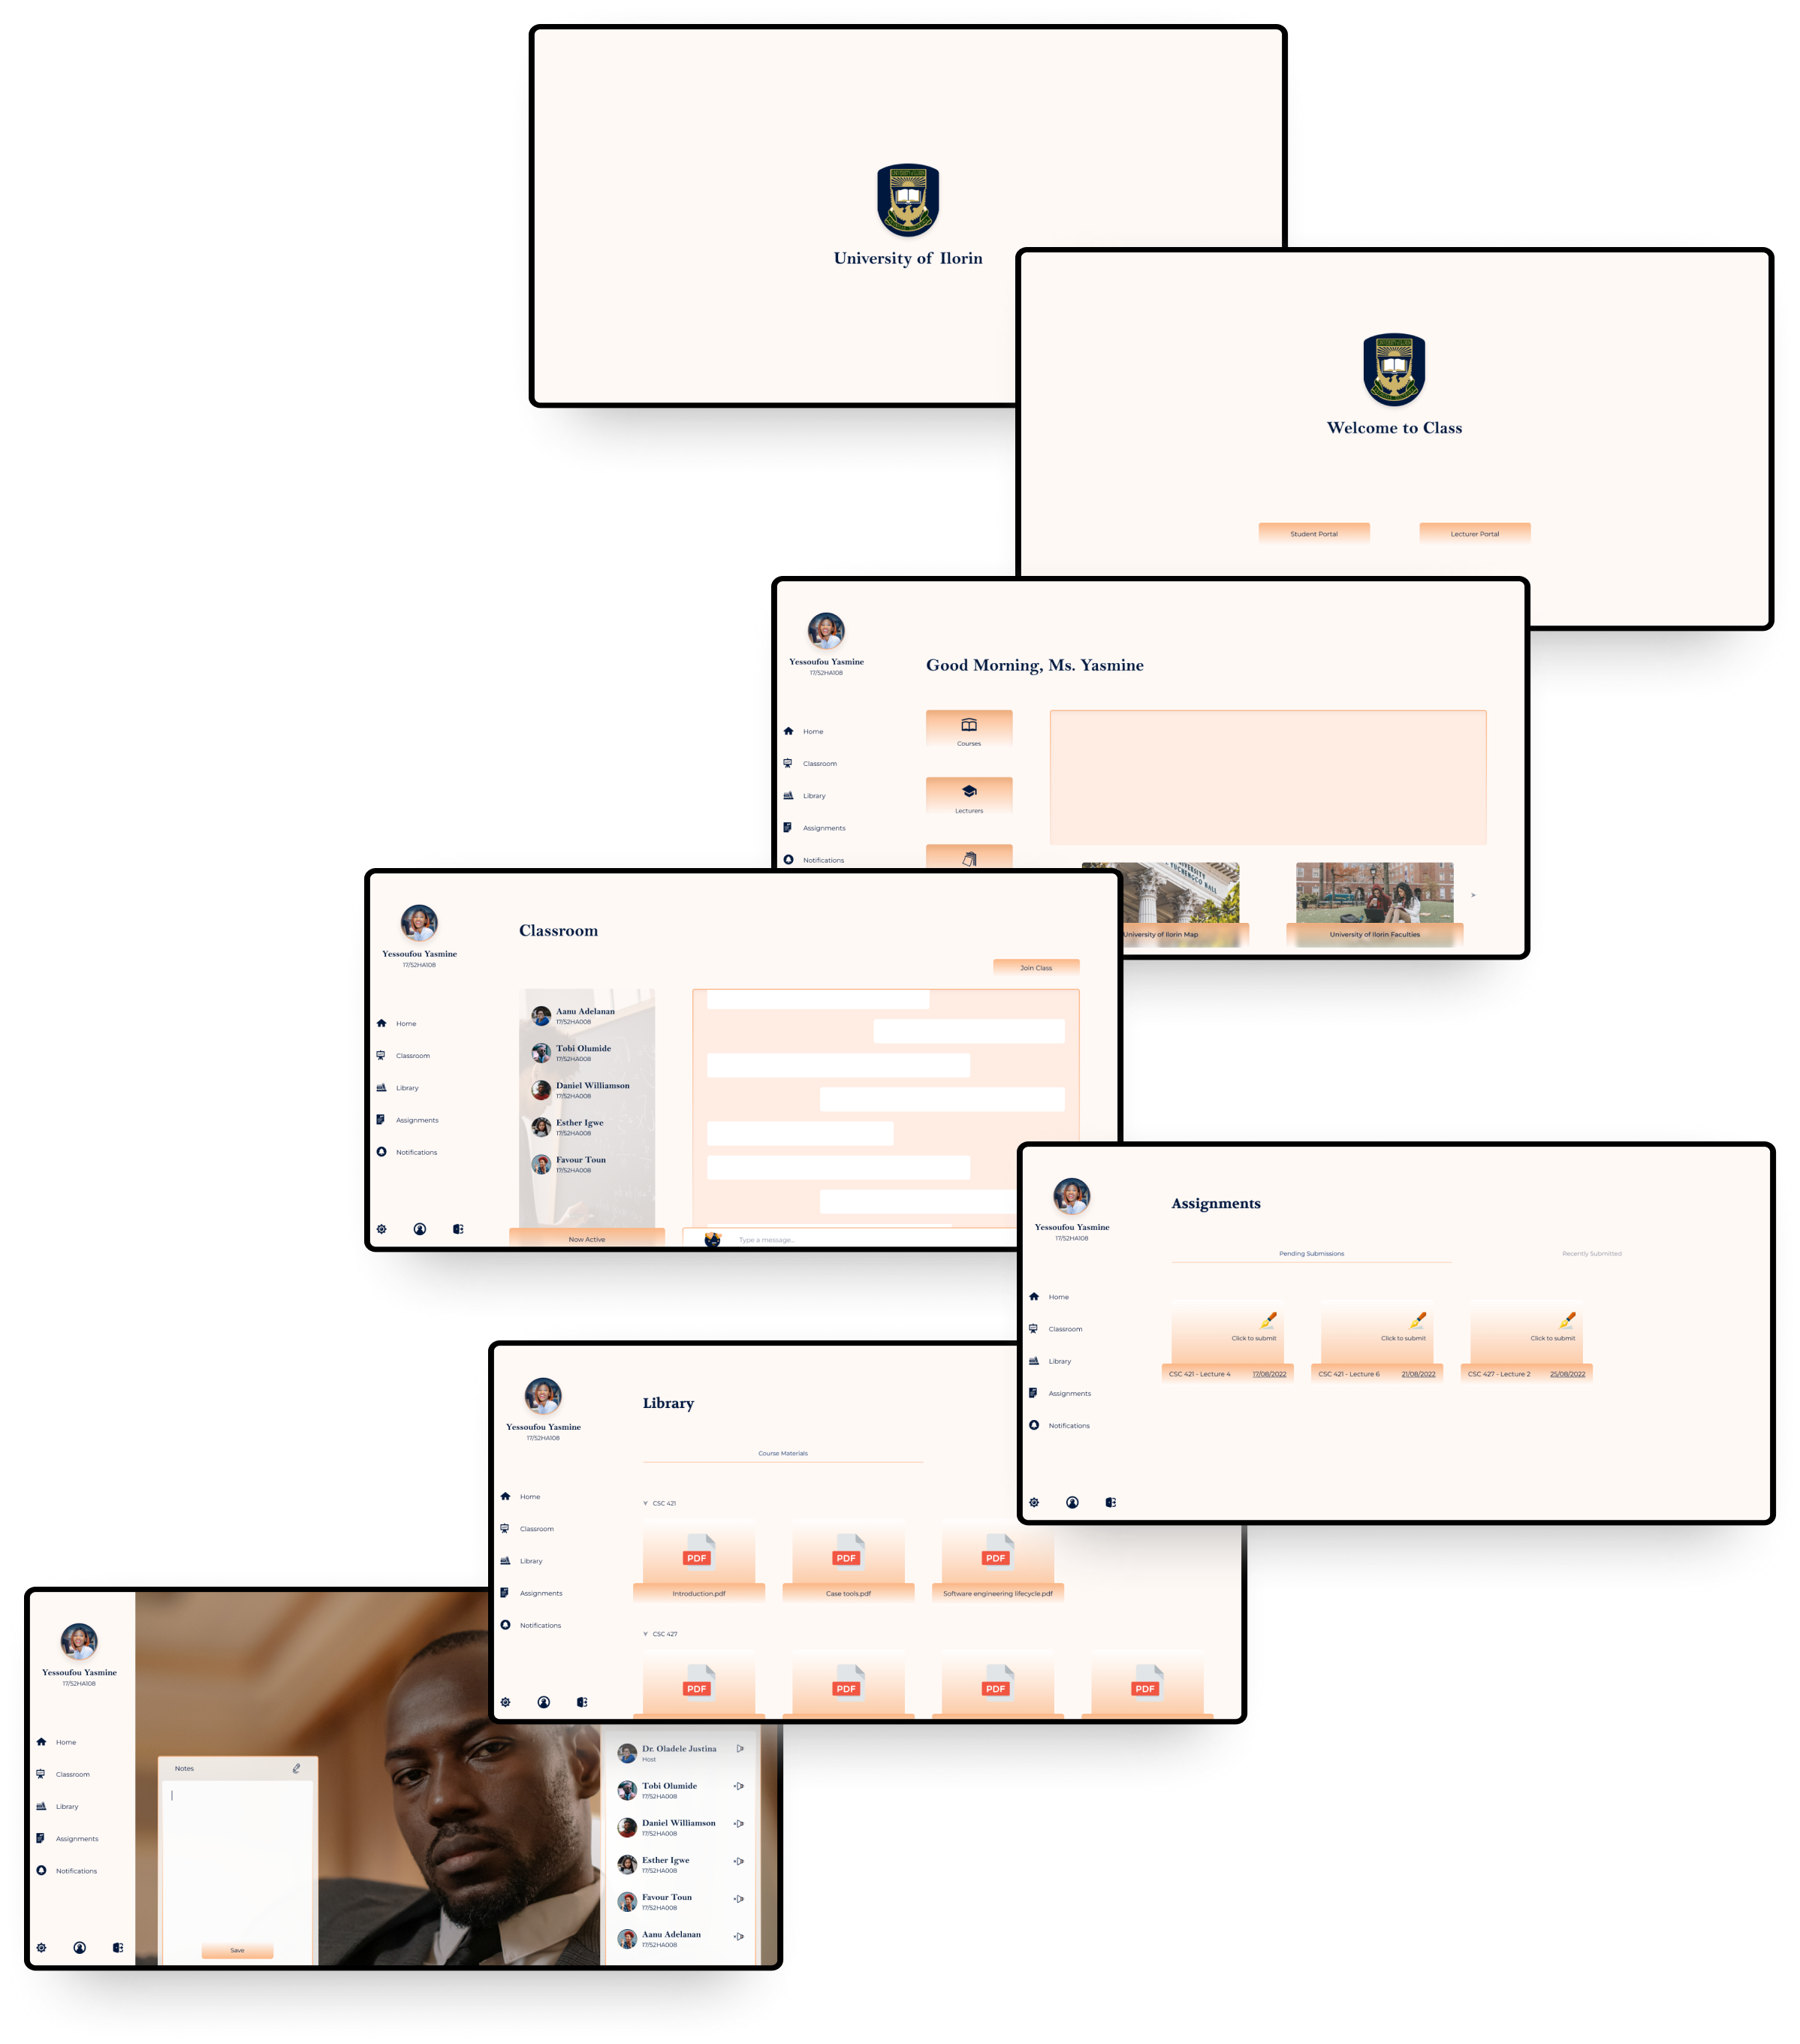 University of Ilorin
Welcome to Class
Student Portal
Lecturer Portal
Yessoufou Yasmine
17/52HA108
Home
Classroom
Library
Assignments
Notifications
Good Morning, Ms. Yasmine
Courses
Lecturers
UNIVERSITY
YUCHENGCO HALL
University of Ilorin Map
University of Ilorin Faculties
Yessoufou Yasmine
17/52HA108
Home
Classroom
Library
Assignments
Notifications
Classroom
Join Class
Aanu Adelanan
17/52HA008
Tobi Olumide
17/52HA008
Daniel Williamson
17/52HA008
Esther Igwe
17/52HA008
Favour Toun
17/52HA008
Now Active
Type a message...
Yessoufou Yasmine
17/52HA108
Home
Classroom
Library
Assignments
Notifications
Assignments
Pending Submissions
Recently Submitted
Click to submit
CSC 421 - Lecture 4 17/08/2022
Click to submit
CSC 421 - Lecture 6 21/08/2022
Click to submit
CSC 427 - Lecture 2 25/08/2022
Yessoufou Yasmine
17/52HA108
Home
Classroom
Library
Assignments
Notifications
Library
Course Materials
CSC 421
PDF
Introduction.pdf
PDF
Case tools.pdf
PDF
Software engineering lifecycle.pdf
CSC 427
PDF
PDF
PDF
PDF
Yessoufou Yasmine
17/52HA108
Home
Classroom
Library
Assignments
Notifications
Notes
Save
Dr. Oladele Justina
Host
Tobi Olumide
17/52HA008
Daniel Williamson
17/52HA008
Esther Igwe
17/52HA008
Favour Toun
17/52HA008
Aanu Adelanan
17/52HA008